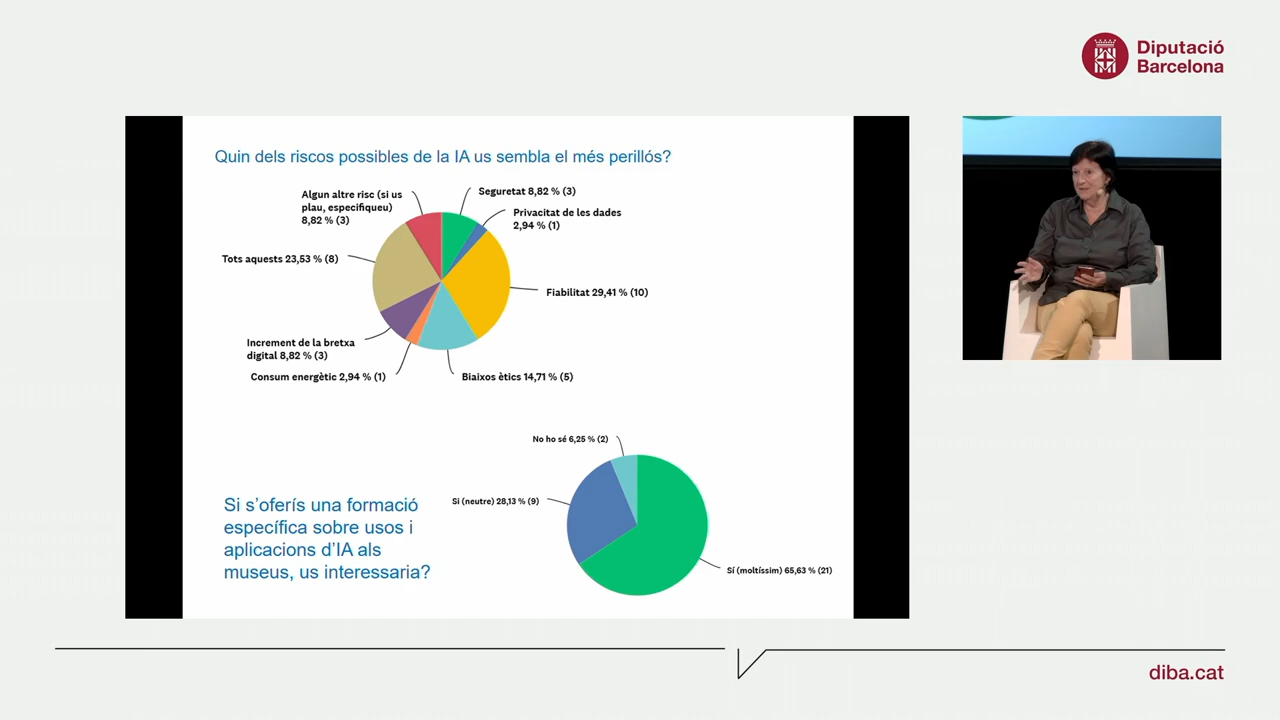 Diputació
Barcelona
Quin dels riscos possibles de la IA us sembla el més perillós?
Algun altre risc (si us
plau, especifiqueu)
8,82 % (3)
Seguretat 8,82 % (3)
Privacitat de les dades
2,94 % (1)
Tots aquests 23,53 % (8)
Fiabilitat 29,41 % (10)
Increment de la bretxa
digital 8,82 % (3)
Consum energètic 2,94 % (1)
Biaixos ètics 14,71 % (5)
No ho sé 6,25 % (2)
Si (neutre) 28,13 % (9)
Sí (moltíssim) 65,63 % (21)
Si s’oferís una formació
específica sobre usos i
aplicacions d’IA als
museus, us interessaria?
diba.cat